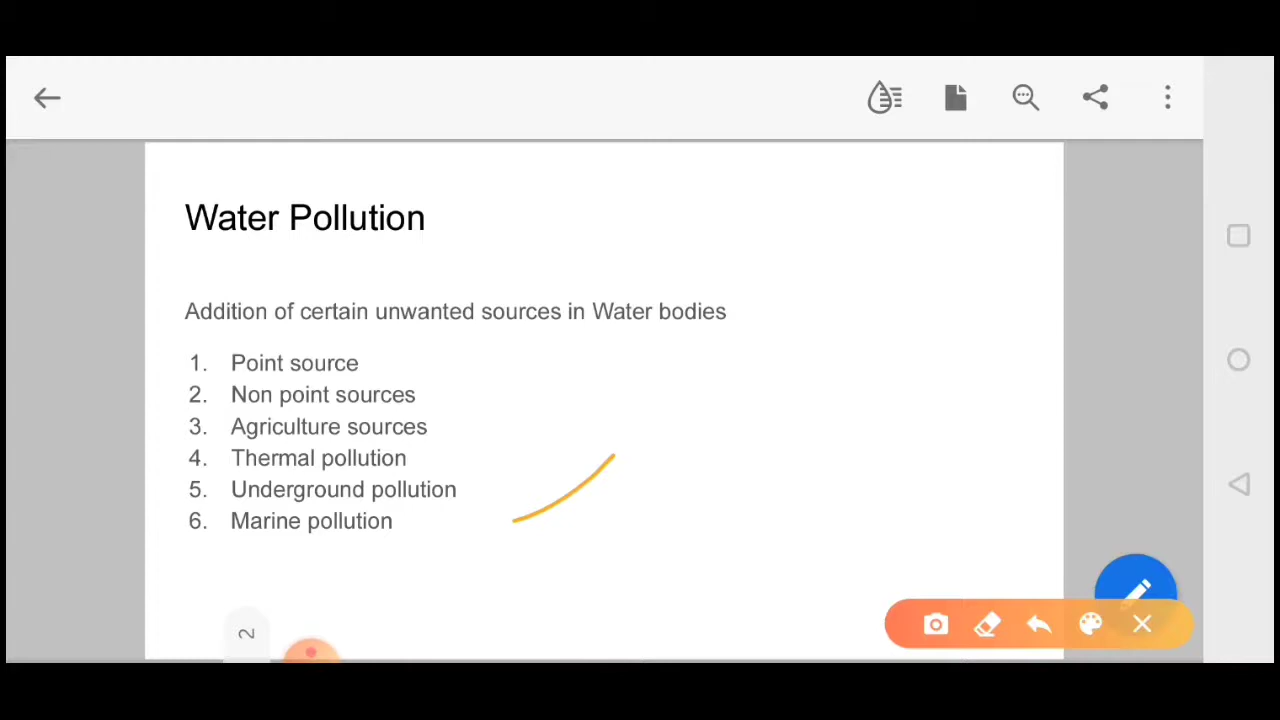 Water Pollution
Addition of certain unwanted sources in Water bodies
1. Point source
2. Non point sources
3. Agriculture sources
4. Thermal pollution
5. Underground pollution
6. Marine pollution
2